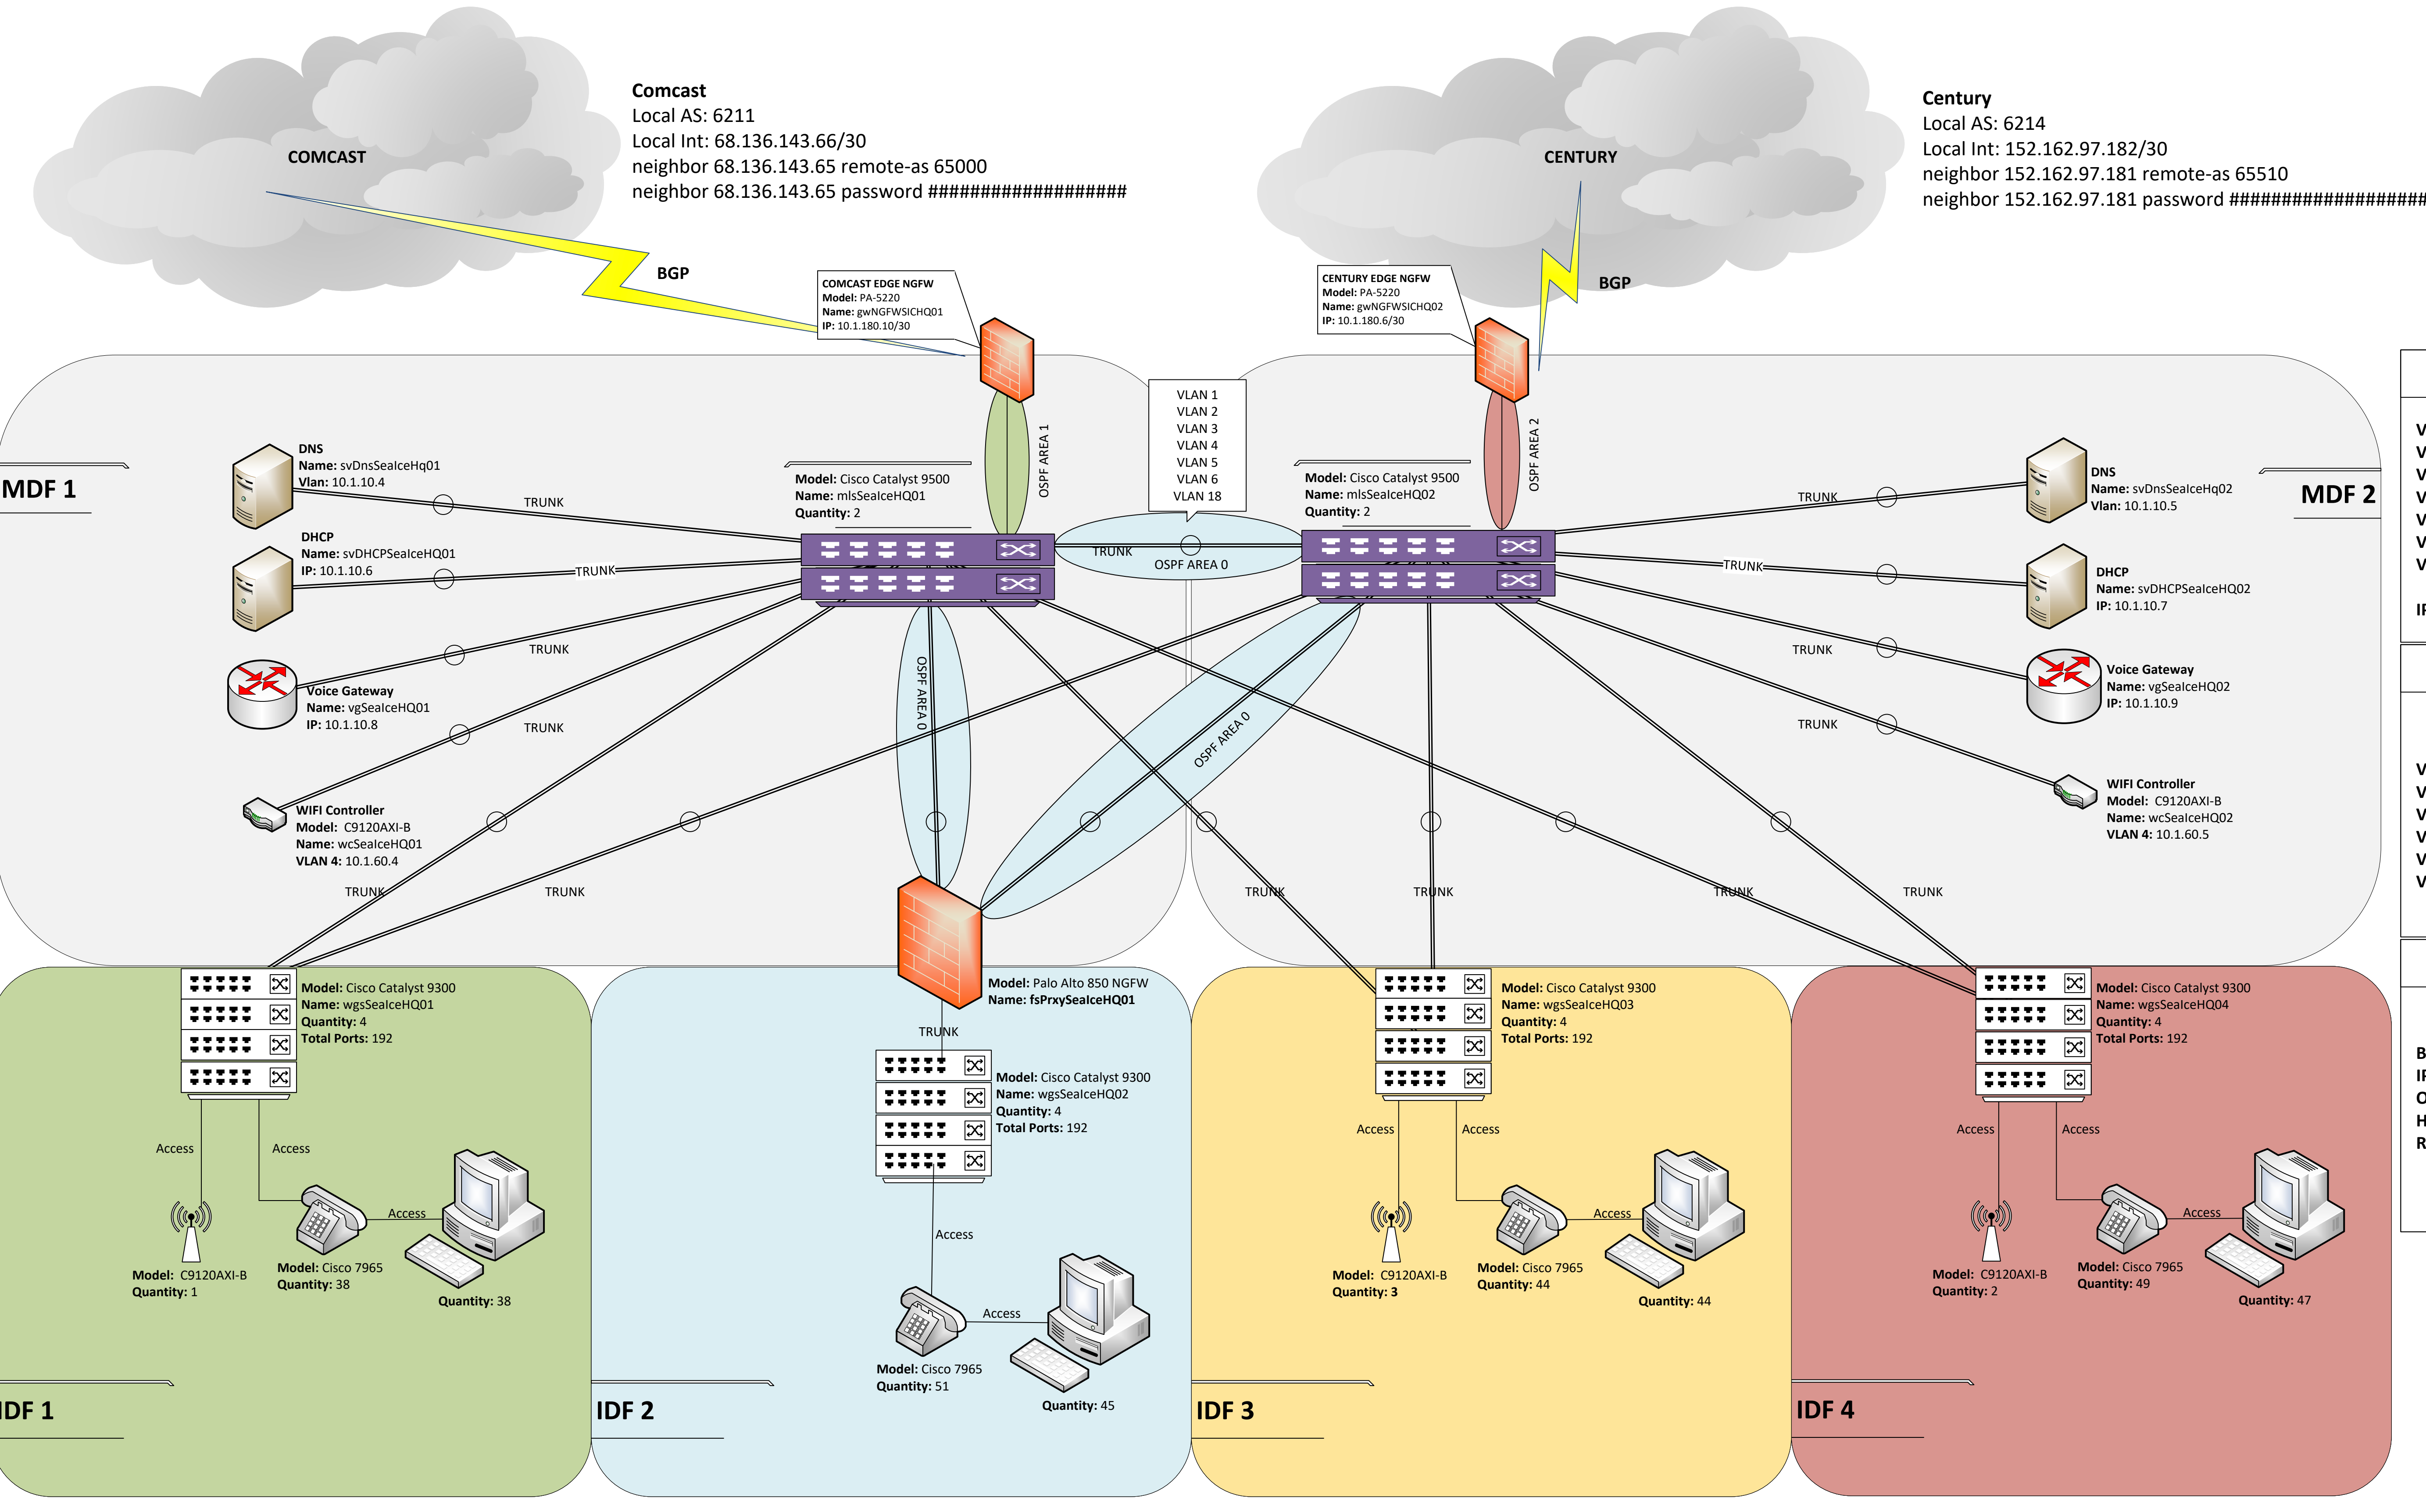 COMCAST
Comcast
Local AS: 6211
Local Int: 68.136.143.66/30
neighbor 68.136.143.65 remote-as 65000
neighbor 68.136.143.65 password ###################
CENTURY
Century
Local AS: 6214
Local Int: 152.162.97.182/30
neighbor 152.162.97.181 remote-as 65510
neighbor 152.162.97.181 password ###################
BGP
COMCAST EDGE NGFW
Model: PA-5220
Name: gwNGFWSICHQ01
IP: 10.1.180.10/30
CENTURY EDGE NGFW
Model: PA-5220
Name: gwNGFWSICHQ02
IP: 10.1.180.6/30
BGP
MDF 1
DNS
Name: svDnsSeaIceHq01
Vlan: 10.1.10.4
TRUNK
DHCP
Name: svDHCPSeaIceHQ01
IP: 10.1.10.6
TRUNK
Voice Gateway
Name: vgSeaIceHQ01
IP: 10.1.10.8
TRUNK
WIFI Controller
Model: C9120AXI-B
Name: wcSeaIceHQ01
VLAN 4: 10.1.60.4
TRUNK
Model: Cisco Catalyst 9500
Name: mlsSeaIceHQ01
Quantity: 2
OSPF AREA 1
VLAN 1
VLAN 2
VLAN 3
VLAN 4
VLAN 5
VLAN 6
VLAN 18
TRUNK
OSPF AREA 0
Model: Cisco Catalyst 9500
Name: mlsSeaIceHQ02
Quantity: 2
OSPF AREA 2
MDF 2
DNS
Name: svDnsSeaIceHq02
Vlan: 10.1.10.5
TRUNK
DHCP
Name: svDHCPSeaIceHQ02
IP: 10.1.10.7
TRUNK
Voice Gateway
Name: vgSeaIceHQ02
IP: 10.1.10.9
TRUNK
WIFI Controller
Model: C9120AXI-B
Name: wcSeaIceHQ02
VLAN 4: 10.1.60.5
TRUNK
OSPF AREA 0
OSPF AREA 0
TRUNK
TRUNK
TRUNK
TRUNK
TRUNK
TRUNK
Model: Cisco Catalyst 9300
Name: wgsSeaIceHQ01
Quantity: 4
Total Ports: 192
Access
Access
Access
Model: C9120AXI-B
Quantity: 1
Model: Cisco 7965
Quantity: 38
Quantity: 38
IDF 1
Model: Palo Alto 850 NGFW
Name: fsPrxySeaIceHQ01
TRUNK
Model: Cisco Catalyst 9300
Name: wgsSeaIceHQ02
Quantity: 4
Total Ports: 192
Access
Access
Model: Cisco 7965
Quantity: 51
Quantity: 45
IDF 2
Model: Cisco Catalyst 9300
Name: wgsSeaIceHQ03
Quantity: 4
Total Ports: 192
Access
Access
Access
Model: C9120AXI-B
Quantity: 3
Model: Cisco 7965
Quantity: 44
Quantity: 44
IDF 3
Model: Cisco Catalyst 9300
Name: wgsSeaIceHQ04
Quantity: 4
Total Ports: 192
Access
Access
Access
Model: C9120AXI-B
Quantity: 2
Model: Cisco 7965
Quantity: 49
Quantity: 47
IDF 4